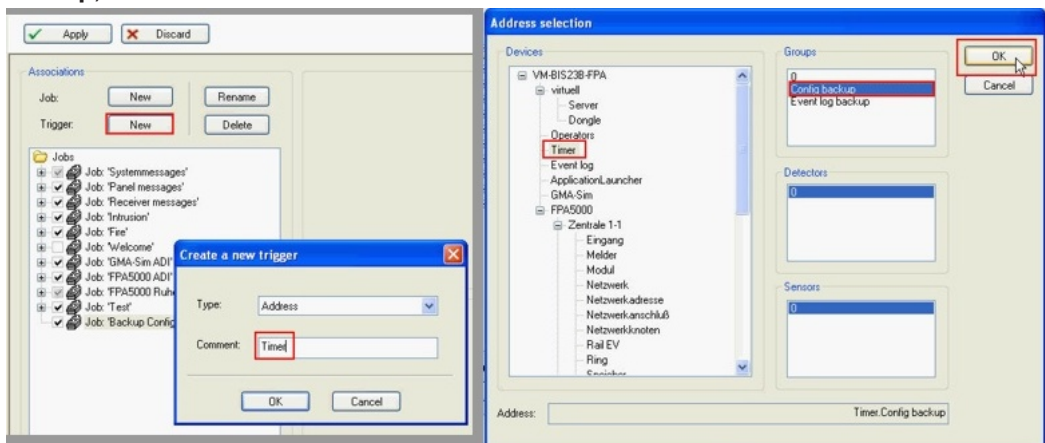 Apply
Discard
Associations
Job:
New
Rename
Trigger:
New
Delete
Jobs
Job: 'Systemmessages'
Job: 'Panel messages'
Job: 'Receiver messages'
Job: 'Intrusion'
Job: 'Fire'
Job: 'Welcome'
Job: 'GMA-Sim ADI'
Job: 'FPA5000 ADI'
Job: 'FPA5000 Ruh
Job: 'Test'
Job: 'Backup Config
Create a new trigger
Type:
Address
Comment:
Timer
OK
Cancel
Address selection
Devices
VM-BIS23B-FPA
virtuell
Server
Dongle
Operators
Timer
Event log
ApplicationLauncher
GMA-Sim
FPA5000
Zentrale 1-1
Eingang
Melder
Modul
Netzwerk
Netzwerkadresse
Netzwerkanschluß
Netzwerkknoten
Rail EV
Ring
Speicher
Groups
0
Config backup
Event log backup
OK
Cancel
Detectors
0
Sensors
0
Address:
Timer.Config backup